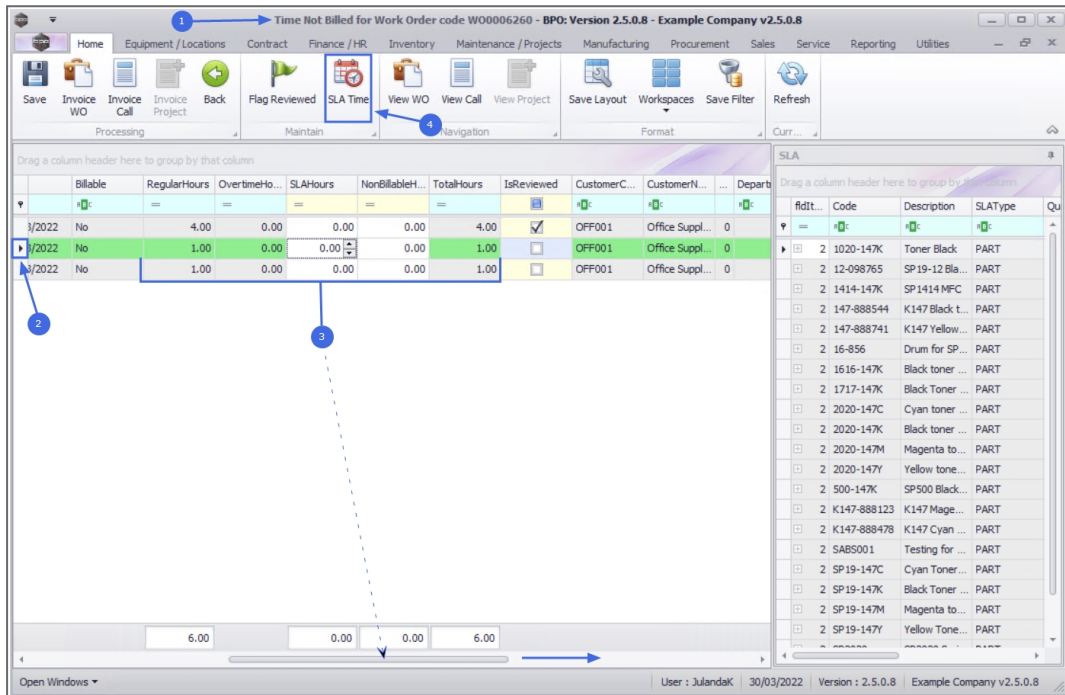 1
Time Not Billed for Work Order code WO0006260 - BPO: Version 2.5.0.8 - Example Company v2.5.0.8
Home Equipment / Locations Contract Finance / HR Inventory Maintenance / Projects Manufacturing Procurement Sales Service Reporting Utilities
Save Invoice WO Invoice Call Invoice Project Back Flag Reviewed SLA Time View WO View Call View Project Save Layout Workspaces Save Filter Refresh
4
Processing Maintain Navigation Format Curr...
Drag a column header here to group by that column
Billable RegularHours OvertimeHo... SLAHours NonBillableH... TotalHours IsReviewed CustomerC... CustomerN... ... Departm
= = = = =
3/2022 No 4.00 0.00 0.00 0.00 4.00 OFF001 Office Suppl... 0
3/2022 No 1.00 0.00 0.00 0.00 1.00 OFF001 Office Suppl... 0
3/2022 No 1.00 0.00 0.00 0.00 1.00 OFF001 Office Suppl... 0
2
3
6.00 0.00 0.00 6.00
SLA
Drag a column header here to group by that column
fldIt... Code Description SLAType Qu
=
2 1020-147K Toner Black PART
2 12-098765 SP19-12 Bla... PART
2 1414-147K SP1414 MFC PART
2 147-888544 K147 Black t... PART
2 147-888741 K147 Yellow... PART
2 16-856 Drum for SP... PART
2 1616-147K Black toner ... PART
2 1717-147K Black Toner ... PART
2 2020-147C Cyan toner ... PART
2 2020-147K Black toner ... PART
2 2020-147M Magenta to... PART
2 2020-147Y Yellow tone... PART
2 500-147K SP500 Black... PART
2 K147-888123 K147 Mage... PART
2 K147-888478 K147 Cyan ... PART
2 SABS001 Testing for ... PART
2 SP19-147C Cyan Toner... PART
2 SP19-147K Black Toner ... PART
2 SP19-147M Magenta to... PART
2 SP19-147Y Yellow Tone... PART
Open Windows User : JulandaK 30/03/2022 Version : 2.5.0.8 Example Company v2.5.0.8